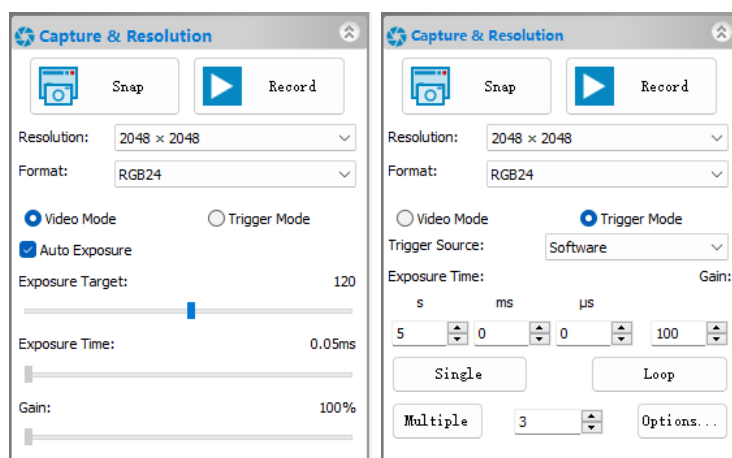 Capture & Resolution
Snap
Record
Resolution: 2048 × 2048
Format: RGB24
Video Mode
Trigger Mode
Auto Exposure
Exposure Target: 120
Exposure Time: 0.05ms
Gain: 100%
Capture & Resolution
Snap
Record
Resolution: 2048 × 2048
Format: RGB24
Video Mode
Trigger Mode
Trigger Source: Software
Exposure Time: Gain:
s ms μs
5 0 0 100
Single
Loop
Multiple 3 Options...